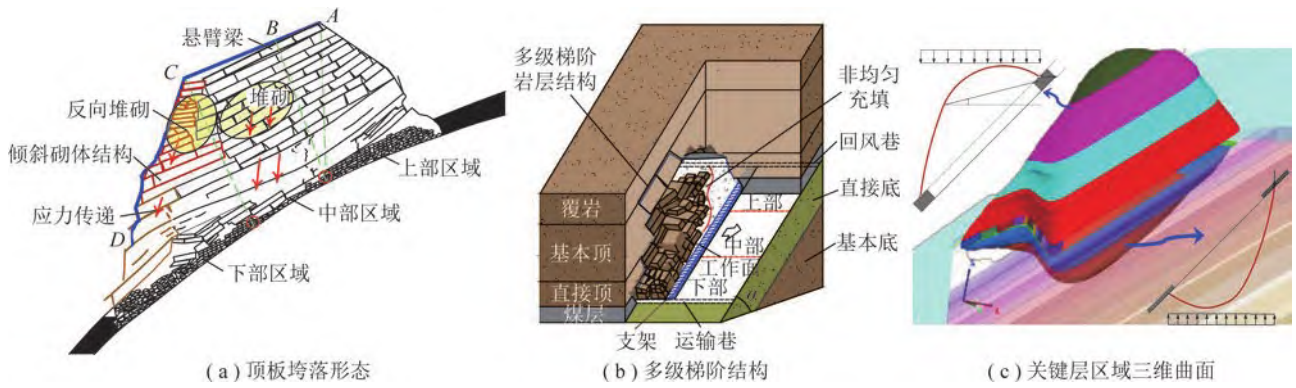 A
B
悬臂梁
C
堆砌
反向堆砌
倾斜砌体结构
上部区域
应力传递
中部区域
D
下部区域
(a) 顶板垮落形态
多级梯阶
岩层结构
非均匀
充填
回风巷
直接底
基本底
覆岩
基本顶
直接顶
煤层
上部
中部
工作面
下部
α
支架
运输巷
(b) 多级梯阶结构
(c) 关键层区域三维曲面